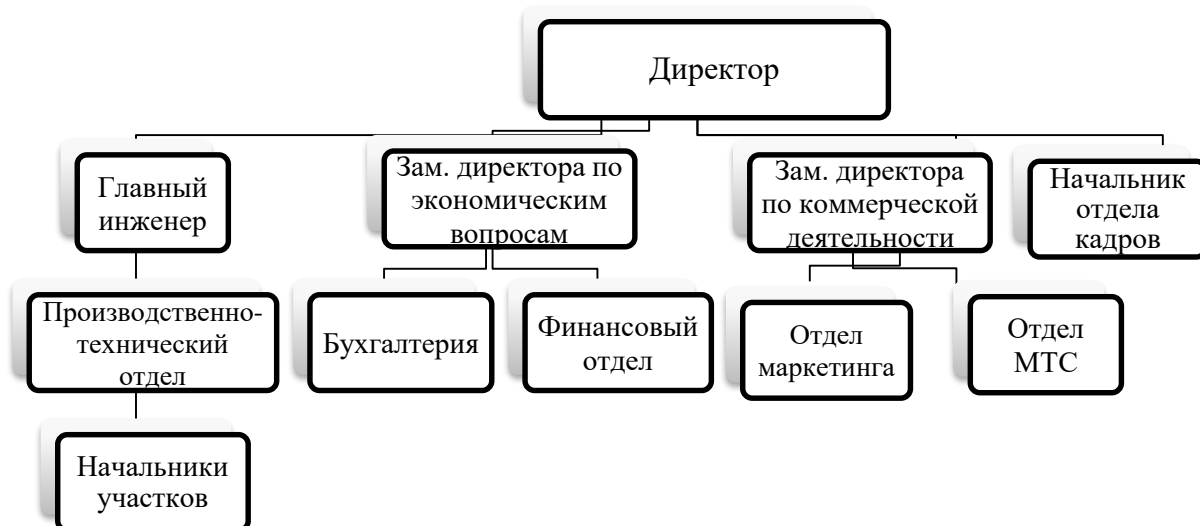 Директор
Главный
инженер
Зам. директора по
экономическим
вопросам
Зам. директора
по коммерческой
деятельности
Начальник
отдела
кадров
Производственно-
технический
отдел
Бухгалтерия
Финансовый
отдел
Отдел
маркетинга
Отдел
МТС
Начальники
участков